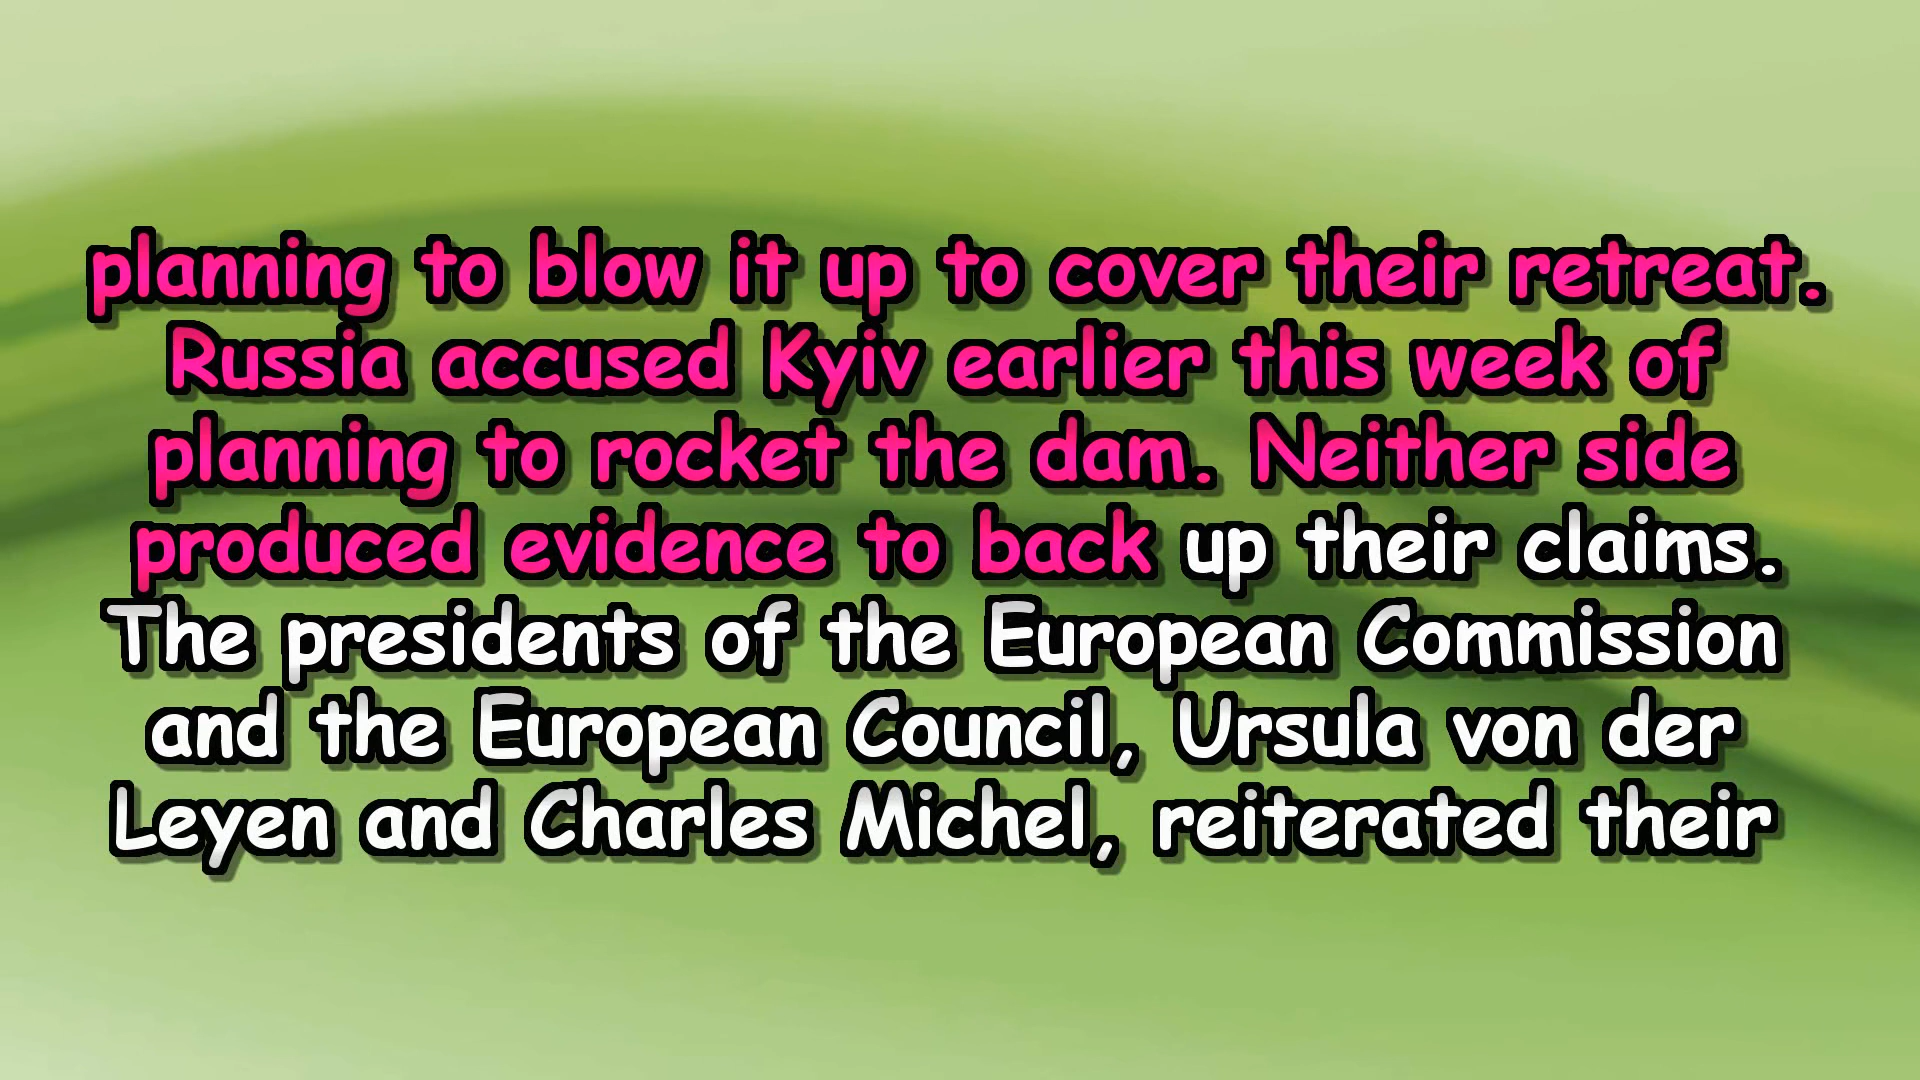 planning to blow it up to cover their retreat.
Russia accused Kyiv earlier this week of
planning to rocket the dam. Neither side
produced evidence to back up their claims.
The presidents of the European Commission
and the European Council, Ursula von der
Leyen and Charles Michel, reiterated their